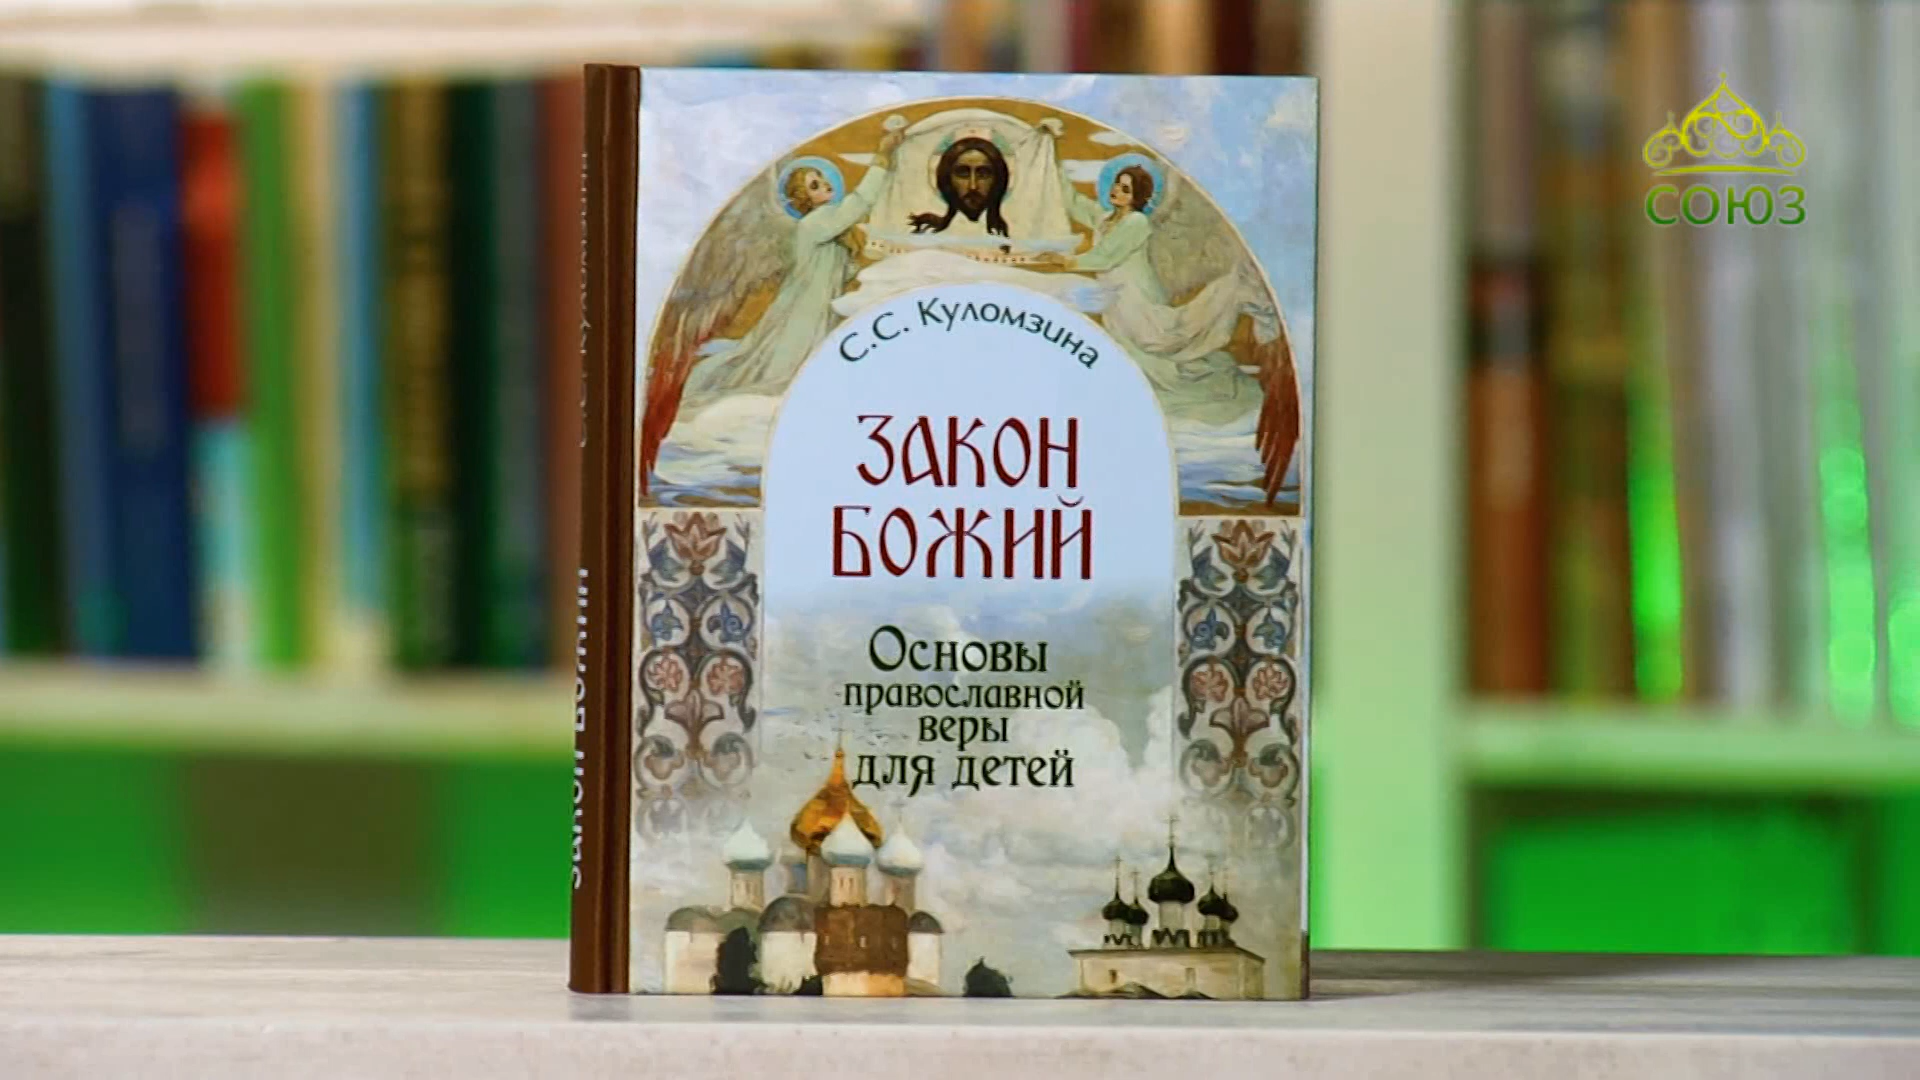 С.С. Куломзина
ЗАКОН
БОЖИЙ
Основы
православной
веры
для детей
СОЮЗ